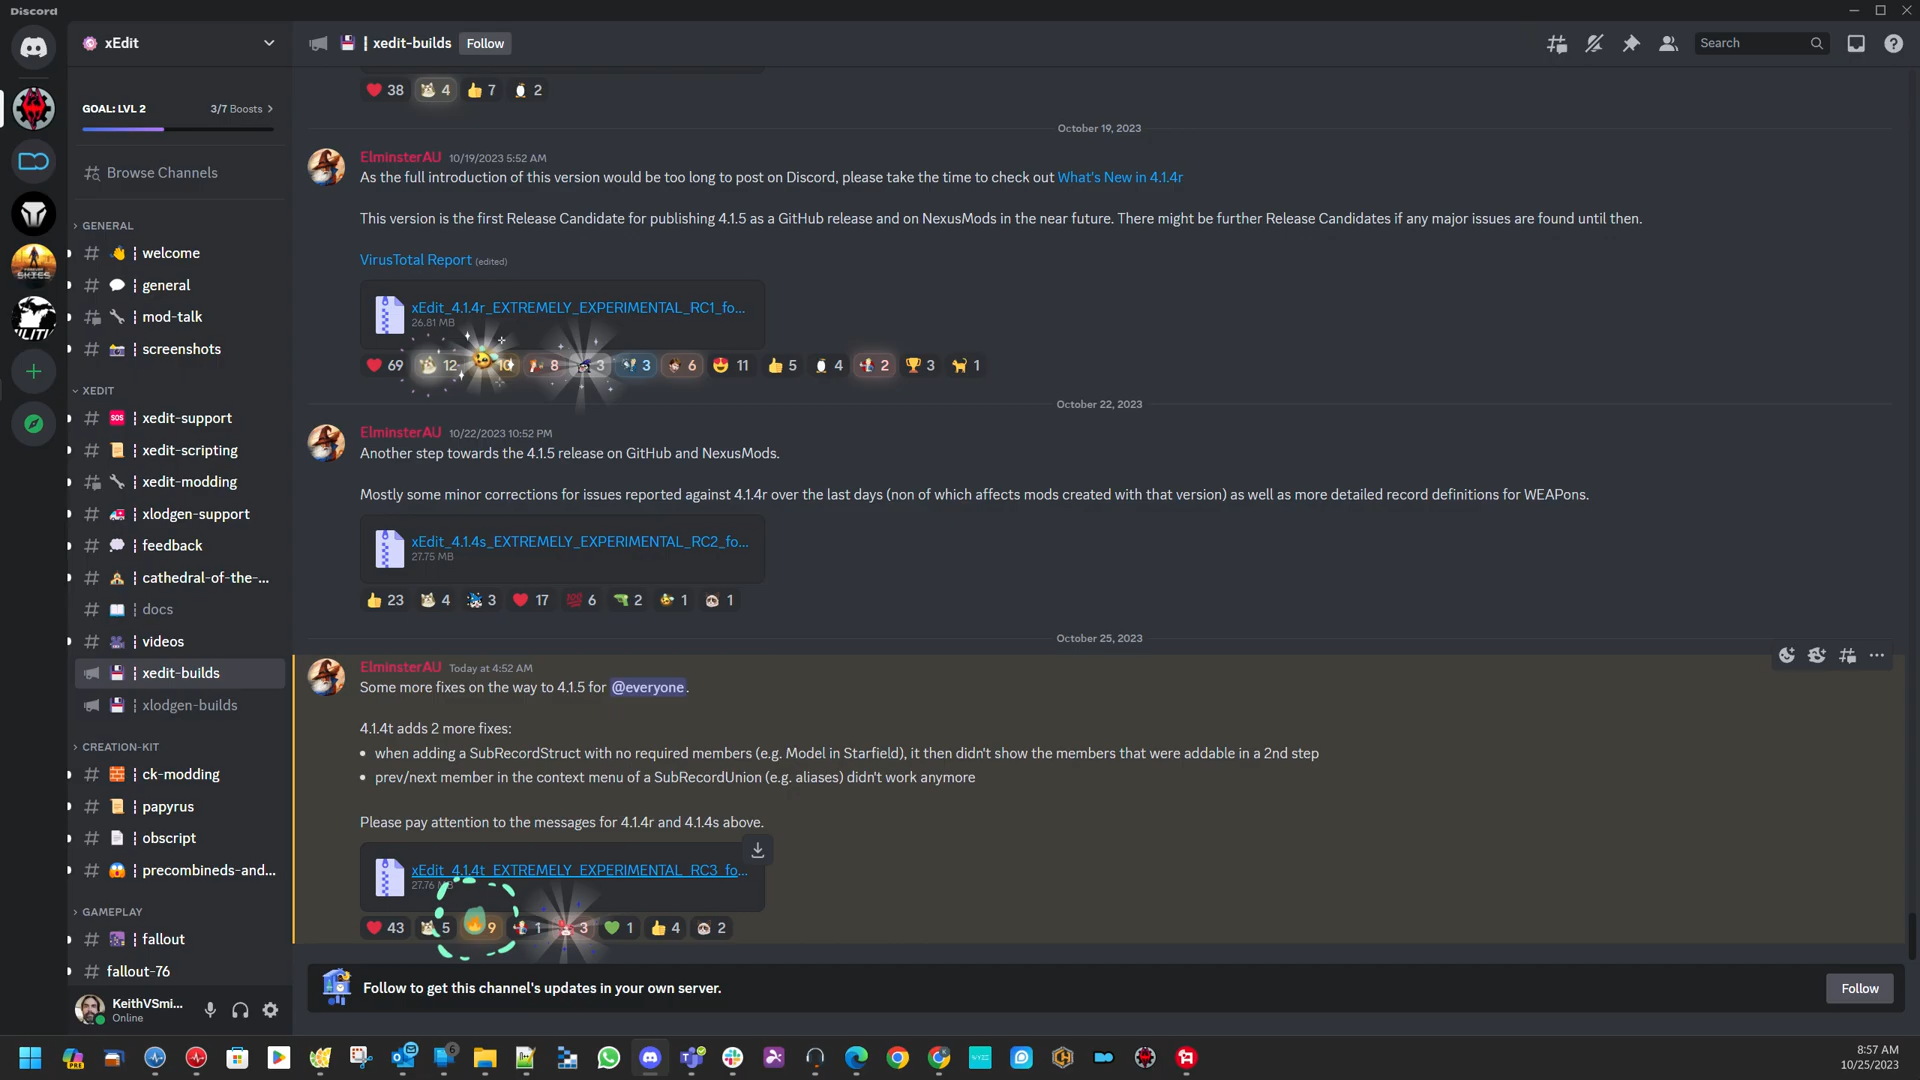 Discord
xEdit
GOAL: LVL 2
3/7 Boosts
Browse Channels
GENERAL
welcome
general
mod-talk
screenshots
XEDIT
SOS
xedit-support
xedit-scripting
xedit-modding
xlodgen-support
feedback
cathedral-of-the-...
docs
videos
xedit-builds
xlodgen-builds
CREATION-KIT
ck-modding
papyrus
obscript
precombineds-and...
GAMEPLAY
fallout
fallout-76
KeithVSmi...
Online
xedit-builds
Follow
Search
38 4 7 2
October 19, 2023
ElminsterAU 10/19/2023 5:52 AM
As the full introduction of this version would be too long to post on Discord, please take the time to check out What's New in 4.1.4r
This version is the first Release Candidate for publishing 4.1.5 as a GitHub release and on NexusMods in the near future. There might be further Release Candidates if any major issues are found until then.
VirusTotal Report (edited)
xEdit_4.1.4r_EXTREMELY_EXPERIMENTAL_RC1_fo...
26.81 MB
69 12 10 8 3 3 6 11 5 4 2 3 1
October 22, 2023
ElminsterAU 10/22/2023 10:52 PM
Another step towards the 4.1.5 release on GitHub and NexusMods.
Mostly some minor corrections for issues reported against 4.1.4r over the last days (non of which affects mods created with that version) as well as more detailed record definitions for WEAPons.
xEdit_4.1.4s_EXTREMELY_EXPERIMENTAL_RC2_fo...
27.75 MB
23 4 3 17 6 2 1 1
October 25, 2023
ElminsterAU Today at 4:52 AM
Some more fixes on the way to 4.1.5 for @everyone.
4.1.4t adds 2 more fixes:
• when adding a SubRecordStruct with no required members (e.g. Model in Starfield), it then didn't show the members that were addable in a 2nd step
• prev/next member in the context menu of a SubRecordUnion (e.g. aliases) didn't work anymore
Please pay attention to the messages for 4.1.4r and 4.1.4s above.
xEdit_4.1.4t_EXTREMELY_EXPERIMENTAL_RC3_fo...
27.76 MB
43 5 9 1 3 1 4 2
Follow to get this channel's updates in your own server.
Follow
8:57 AM
10/25/2023